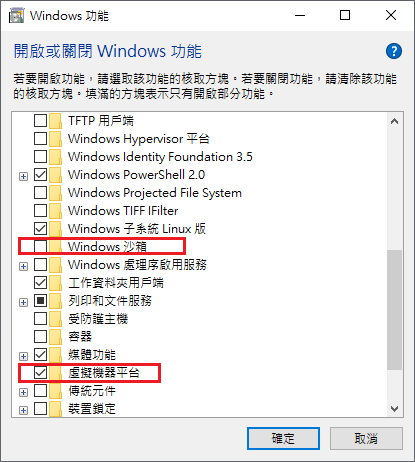 Windows 功能
開啟或關閉 Windows 功能
若要開啟功能，請選取該功能的核取方塊。若要關閉功能，請清除該功能
的核取方塊。填滿的方塊表示只有開啟部分功能。
TFTP 用戶端
Windows Hypervisor 平台
Windows Identity Foundation 3.5
Windows PowerShell 2.0
Windows Projected File System
Windows TIFF IFilter
Windows 子系統 Linux 版
Windows 沙箱
Windows 處理序啟用服務
工作資料夾用戶端
列印和文件服務
受防護主機
容器
媒體功能
虛擬機器平台
傳統元件
裝置鎖定
確定
取消